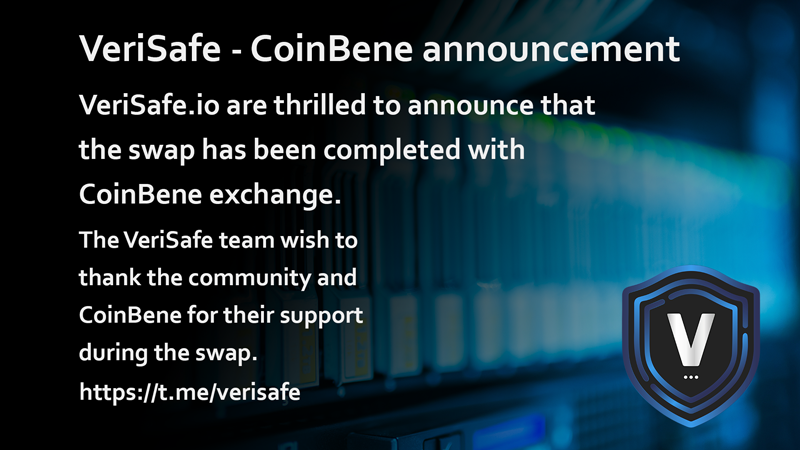 VeriSafe - CoinBene announcement
VeriSafe.io are thrilled to announce that
the swap has been completed with
CoinBene exchange.
The VeriSafe team wish to
thank the community and
CoinBene for their support
during the swap.
https://t.me/verisafe
V